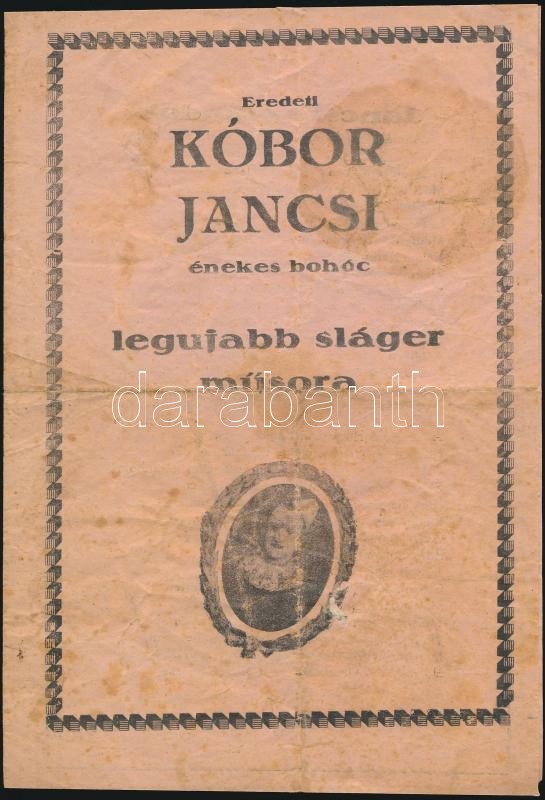 Eredeti
KÓBOR
JANCSI
énekes bohóc
legujabb sláger
műsora
darabanth